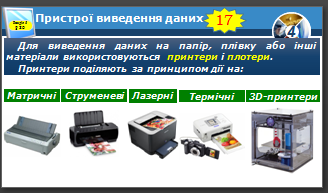 Пристрої виведення даних
17
4
Для виведення даних на папір, плівку або інші
матеріали використовуються принтери і плотери.
Принтери поділяють за принципом дії на:
Матричні Струменеві Лазерні Термічні 3D-принтери